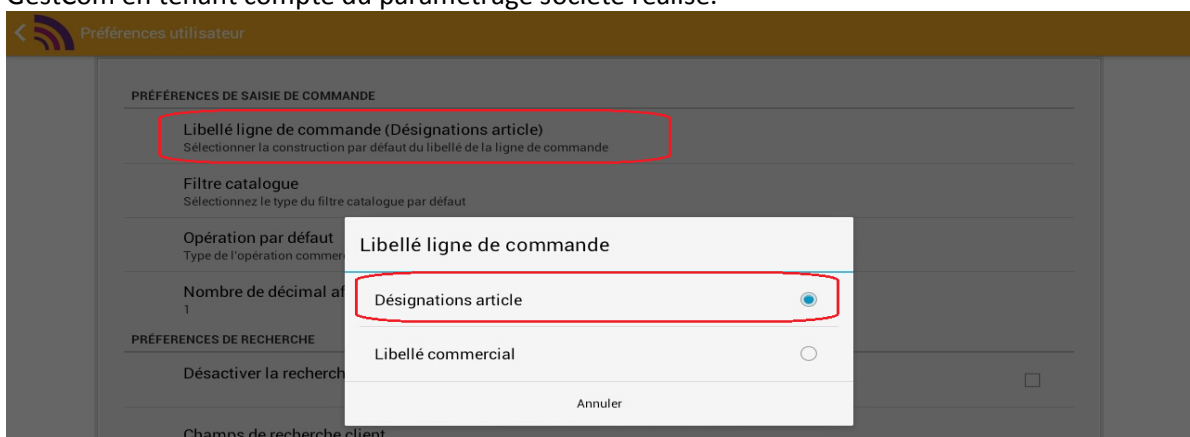 GestCom en tenant compte du paramétrage société réalisé.
Préférences utilisateur
PRÉFÉRENCES DE SAISIE DE COMMANDE
Libellé ligne de commande (Désignations article)
Sélectionner la construction par défaut du libellé de la ligne de commande
Filtre catalogue
Sélectionnez le type du filtre catalogue par défaut
Opération par défaut
Type de l'opération commer
Nombre de décimal af
1
PRÉFERENCES DE RECHERCHE
Désactiver la recherch
Champs de recherche client
Libellé ligne de commande
Désignations article
Libellé commercial
Annuler